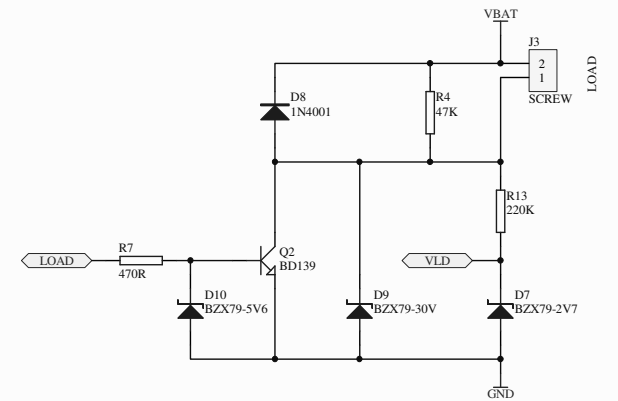 VBAT
J3
2
1
SCREW
LOAD
D8
1N4001
R4
47K
R13
220K
R7
470R
LOAD
Q2
BD139
VLD
D10
BZX79-5V6
D9
BZX79-30V
D7
BZX79-2V7
GND